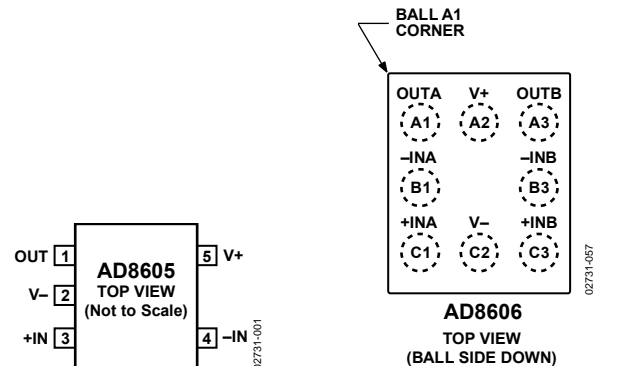 BALL A1
CORNER
OUTA V+ OUTB
A1 A2 A3
–INA –INB
B1 B3
+INA V– +INB
C1 C2 C3
02731-057
AD8606
TOP VIEW
(BALL SIDE DOWN)
OUT 1
V– 2
+IN 3
AD8605
TOP VIEW
(Not to Scale)
5 V+
4 –IN
02731-001